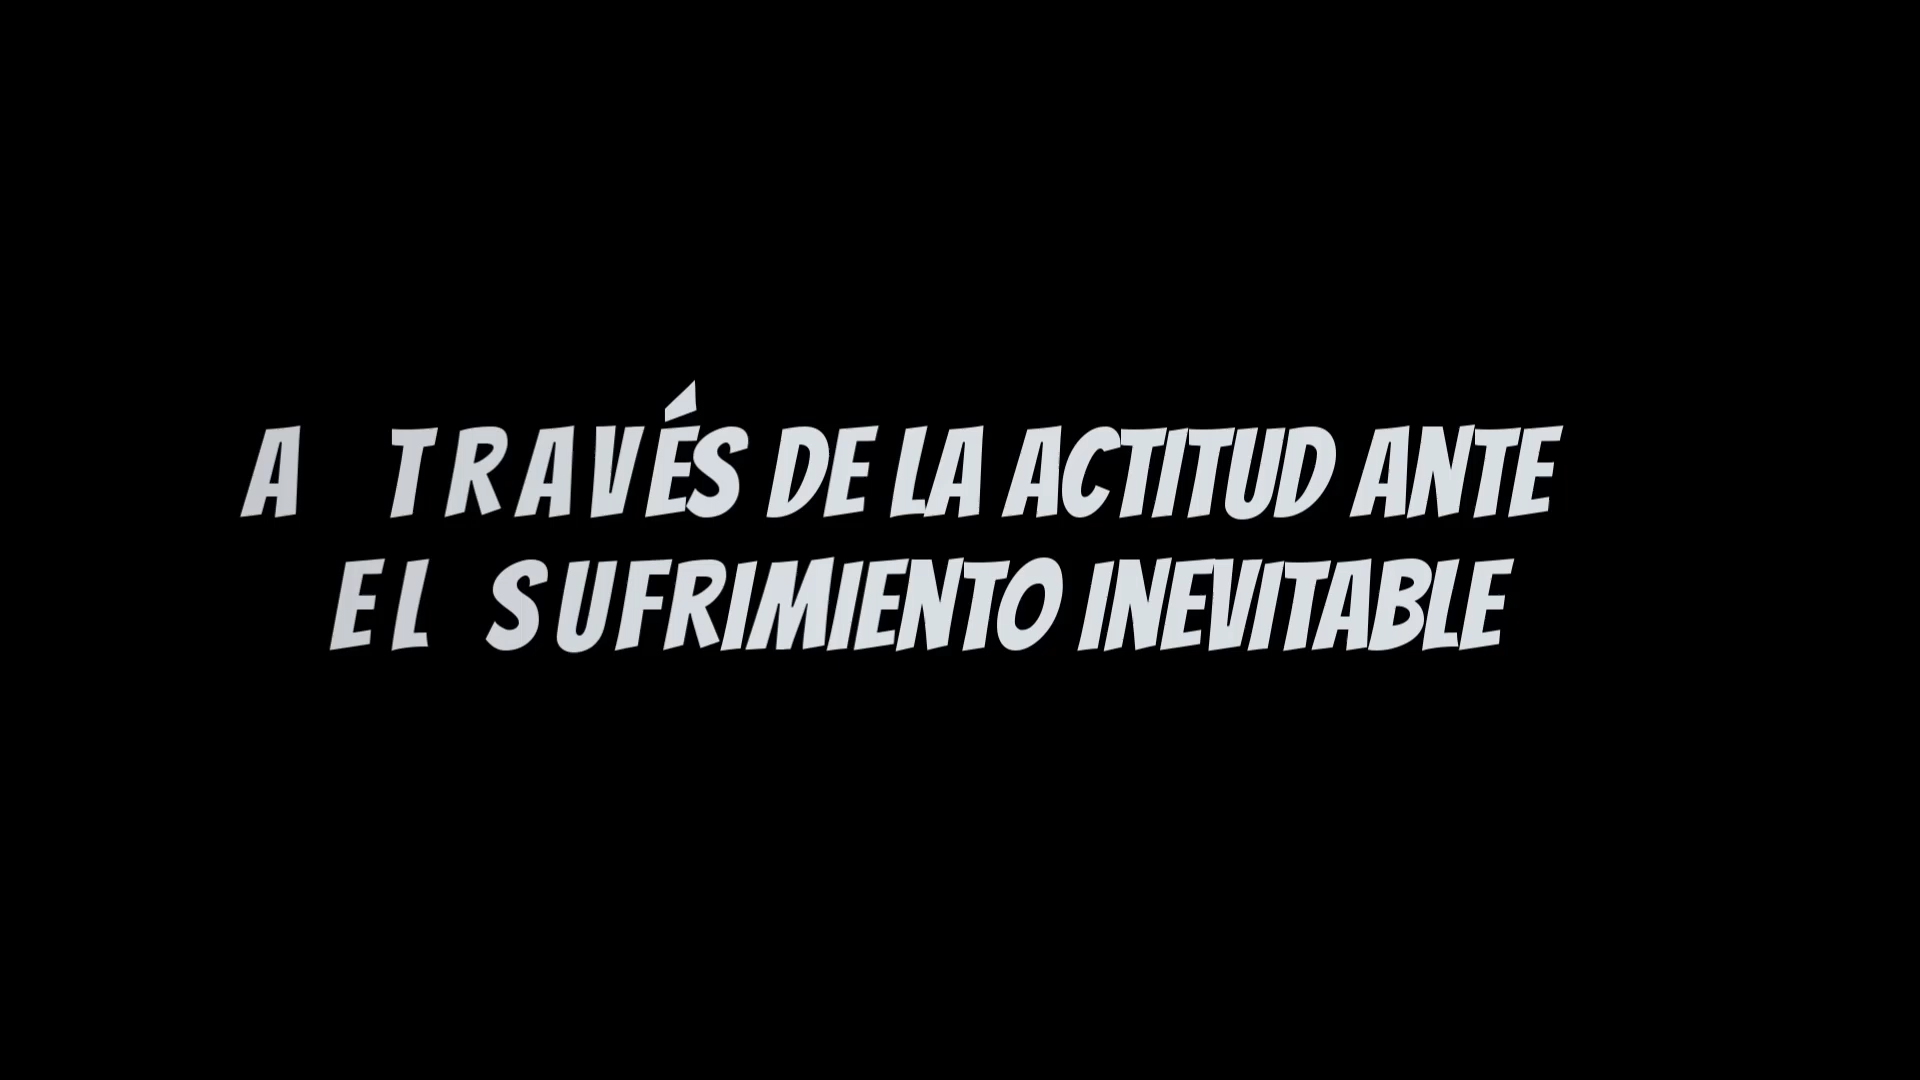 A TRAVÉS DE LA ACTITUD ANTE
EL SUFRIMIENTO INEVITABLE